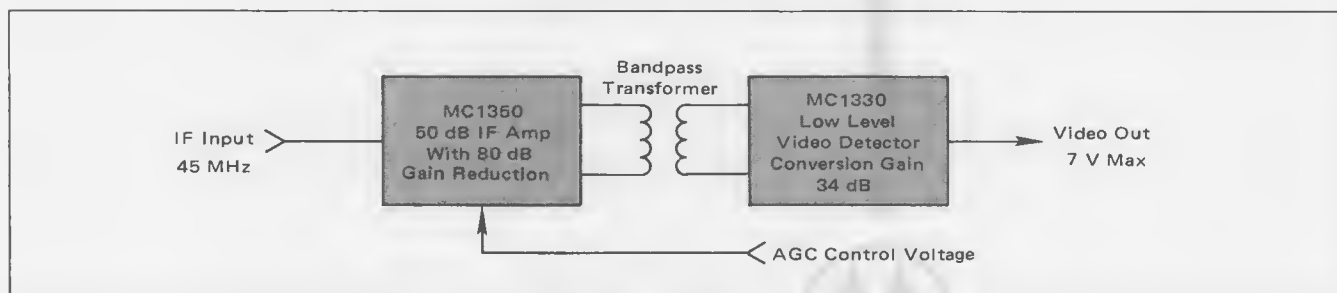 IF Input
45 MHz
MC1350
50 dB IF Amp
With 80 dB
Gain Reduction
Bandpass
Transformer
MC1330
Low Level
Video Detector
Conversion Gain
34 dB
Video Out
7 V Max
AGC Control Voltage